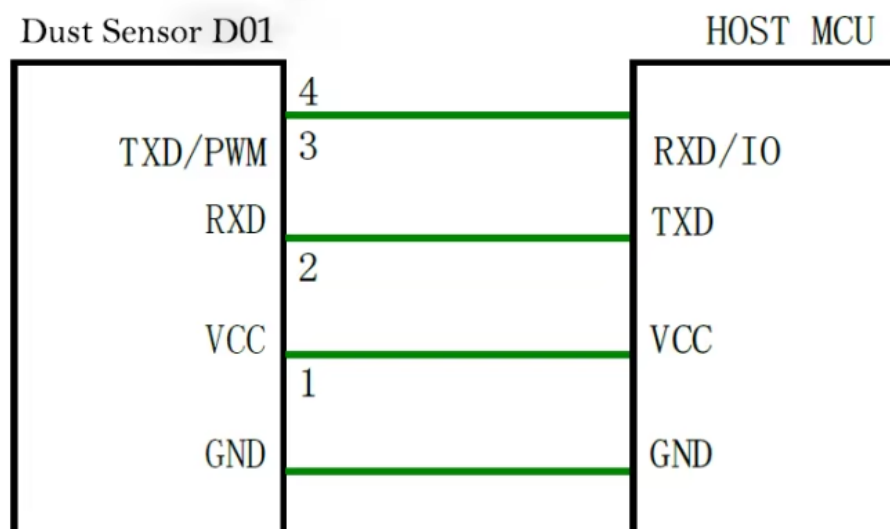 Dust Sensor D01 HOST MCU
4
TXD/PWM 3 RXD/IO
RXD TXD
2
VCC VCC
1
GND GND